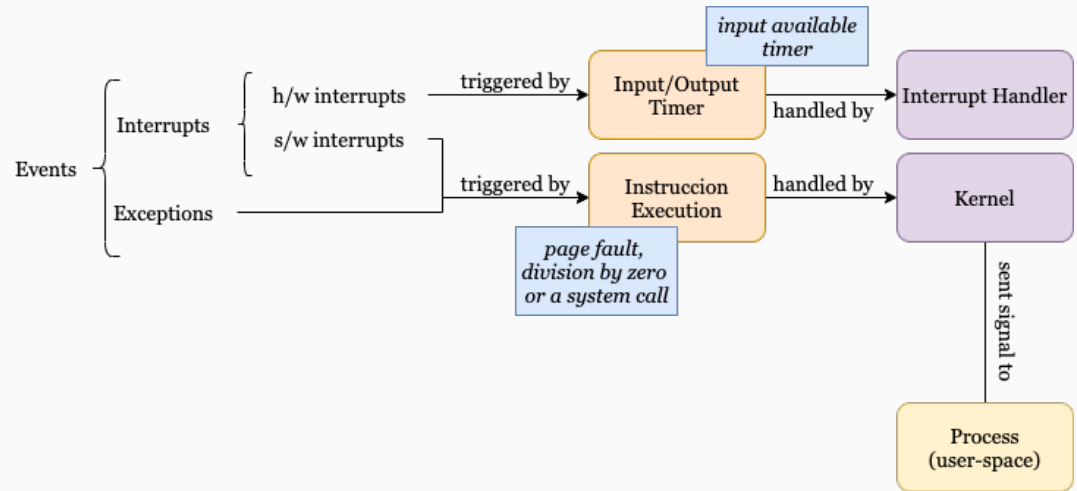 input available
timer
h/w interrupts
triggered by
Input/Output
Timer
handled by
Interrupt Handler
Interrupts
s/w interrupts
Events
triggered by
Instruccion
Execution
handled by
Kernel
Exceptions
page fault,
division by zero
or a system call
sent signal to
Process
(user-space)